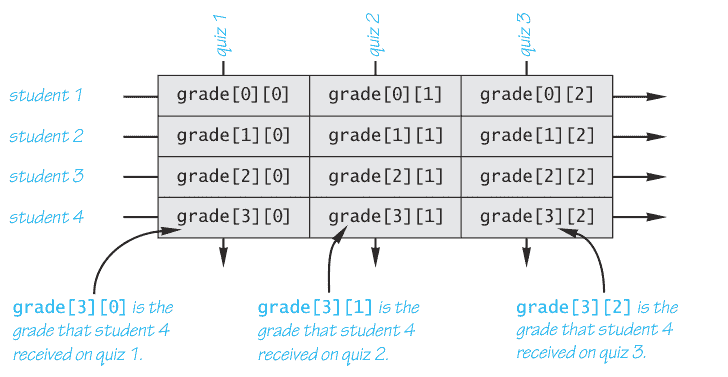 quiz 1 quiz 2 quiz 3
student 1 grade[0][0] grade[0][1] grade[0][2]
student 2 grade[1][0] grade[1][1] grade[1][2]
student 3 grade[2][0] grade[2][1] grade[2][2]
student 4 grade[3][0] grade[3][1] grade[3][2]
grade[3][0] is the
grade that student 4
received on quiz 1.
grade[3][1] is the
grade that student 4
received on quiz 2.
grade[3][2] is the
grade that student 4
received on quiz 3.